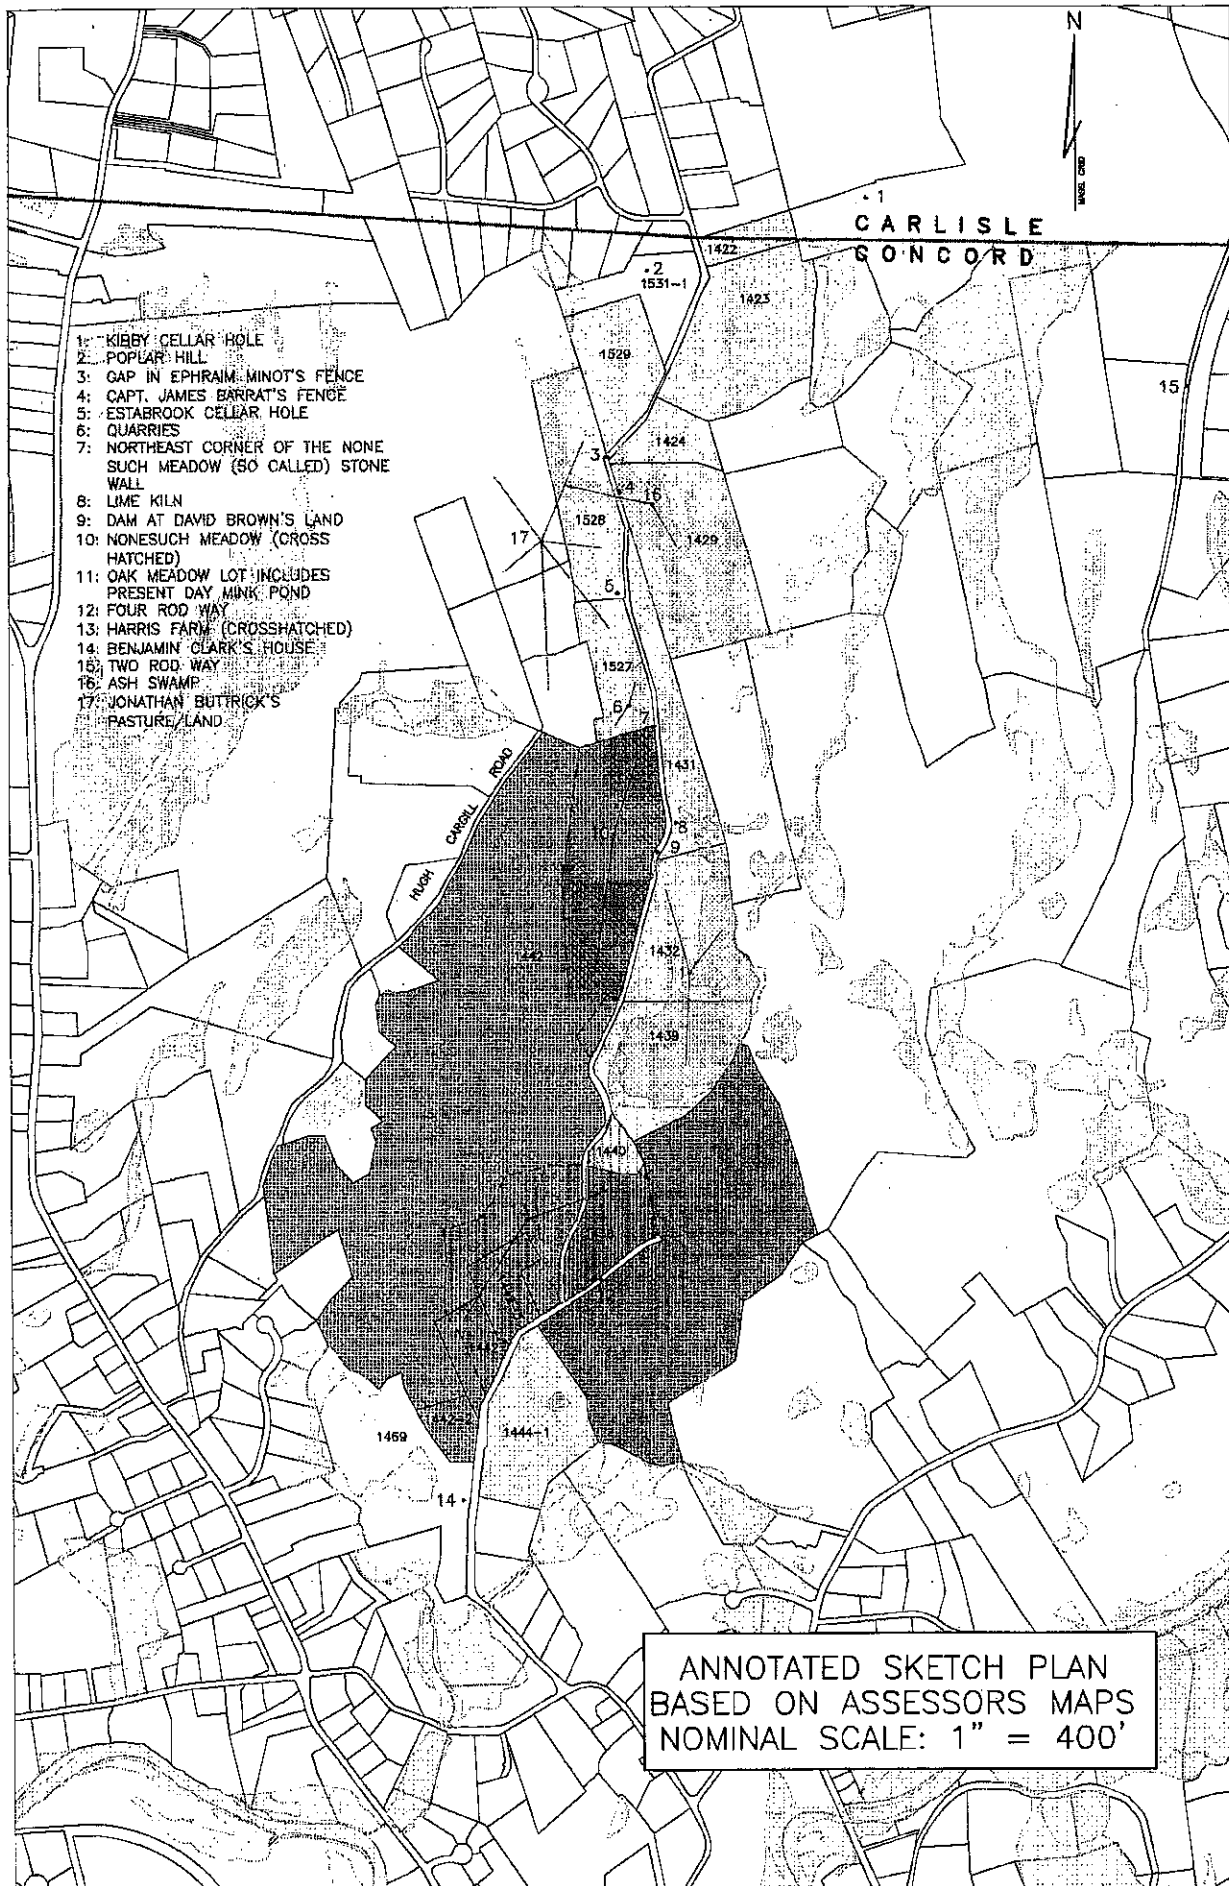 N
1
CARLISLE
CONCORD
1422
2
1531-1
1423
1: KIBBY CELLAR HOLE
2: POPLAR HILL
3: GAP IN EPHRAIM MINOT'S FENCE
4: CAPT. JAMES BARRAT'S FENCE
5: ESTABROOK CELLAR HOLE
6: QUARRIES
7: NORTHEAST CORNER OF THE NONE
SUCH MEADOW (SO CALLED) STONE
WALL
8: LIME KILN
9: DAM AT DAVID BROWN'S LAND
10: NONESUCH MEADOW (CROSS
HATCHED)
11: OAK MEADOW LOT INCLUDES
PRESENT DAY MINK POND
12: FOUR ROD WAY
13: HARRIS FARM (CROSSHATCHED)
14: BENJAMIN CLARK'S HOUSE
15: TWO ROD WAY
16: ASH SWAMP
17: JONATHAN BUTTRICK'S
PASTURE/LAND
1529
15
1424
3
4
16
1528
17
1429
5
1527
6
7
HUGH CARGILL ROAD
1431
10
8
9
1442
1432
11
1439
1440
1469
1444-1
14
ANNOTATED SKETCH PLAN
BASED ON ASSESSORS MAPS
NOMINAL SCALE: 1" = 400'